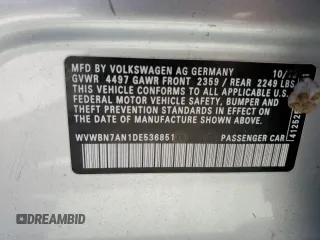 MFD BY VOLKSWAGEN AG GERMANY 10/
GVWR 4497 GAWR FRONT 2359 / REAR 2249 LBS
THIS VEHICLE CONFORMS TO ALL APPLICABLE
FEDERAL MOTOR VEHICLE SAFETY, BUMPER AND
THEFT PREVENTION STANDARDS IN EFFECT ON THE
DATE OF MANUFACTURE SHOWN ABOVE
WVWBN7AN1DE536851 PASSENGER CAR
DREAMBID